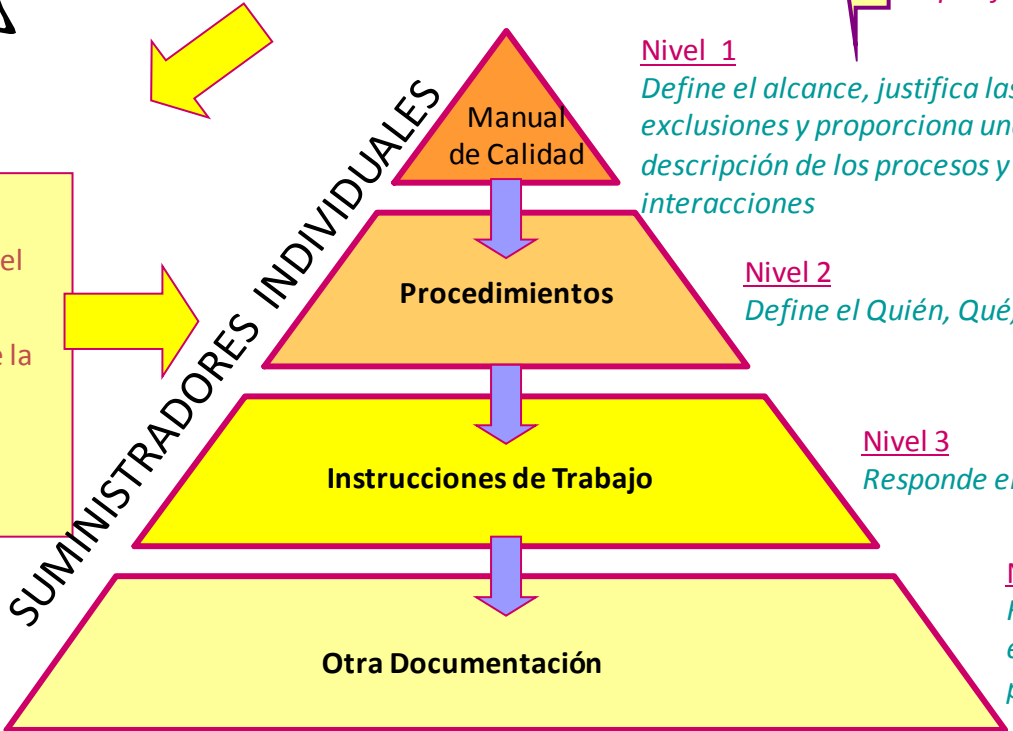 Nivel 1
Define el alcance, justifica las
exclusiones y proporciona una
descripción de los procesos y
interacciones
Manual
de Calidad
SUMINISTRADORES INDIVIDUALES
el
e la
Procedimientos
Nivel 2
Define el Quién, Qué,
Instrucciones de Trabajo
Nivel 3
Responde el
Otra Documentación